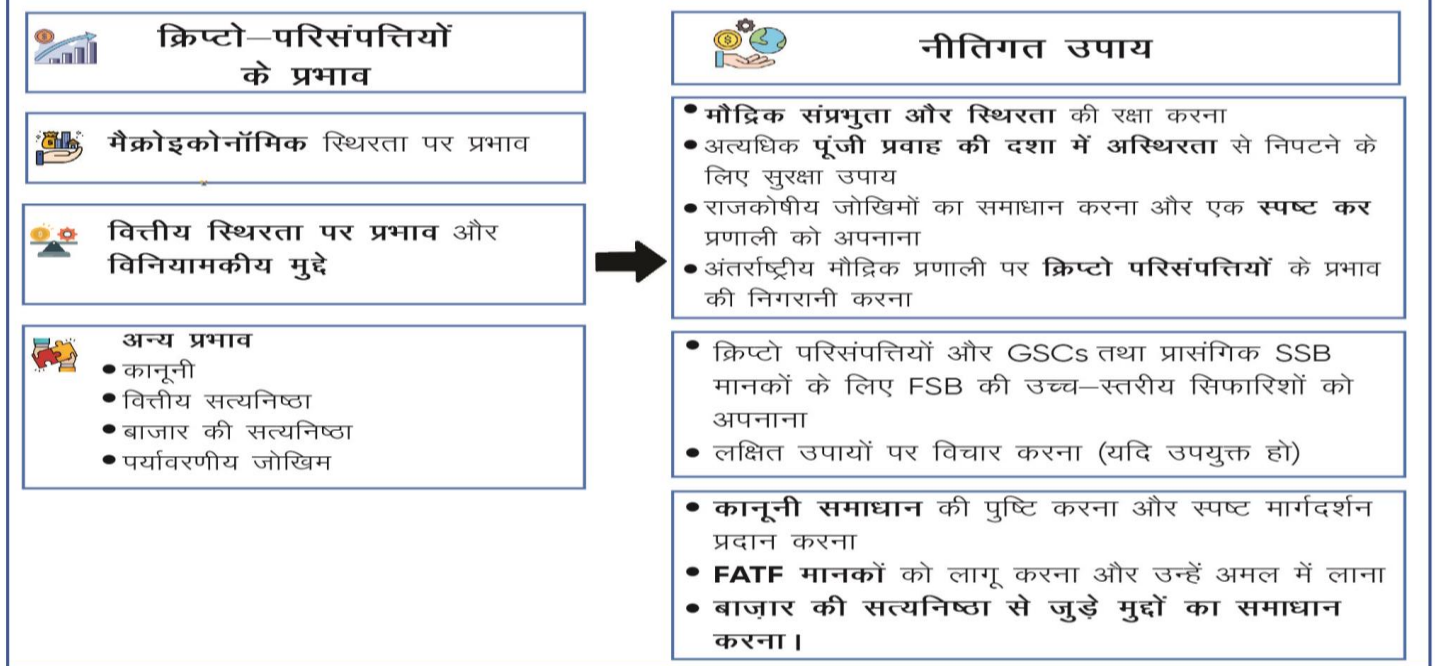 क्रिप्टो–परिसंपत्तियों
के प्रभाव
मैक्रोइकोनॉमिक स्थिरता पर प्रभाव
वित्तीय स्थिरता पर प्रभाव और
विनियामकीय मुद्दे
अन्य प्रभाव
• कानूनी
• वित्तीय सत्यनिष्ठा
• बाजार की सत्यनिष्ठा
• पर्यावरणीय जोखिम
नीतिगत उपाय
• मौद्रिक संप्रभुता और स्थिरता की रक्षा करना
• अत्यधिक पूंजी प्रवाह की दशा में अस्थिरता से निपटने के
लिए सुरक्षा उपाय
• राजकोषीय जोखिमों का समाधान करना और एक स्पष्ट कर
प्रणाली को अपनाना
• अंतर्राष्ट्रीय मौद्रिक प्रणाली पर क्रिप्टो परिसंपत्तियों के प्रभाव
की निगरानी करना
• क्रिप्टो परिसंपत्तियों और GSCs तथा प्रासंगिक SSB
मानकों के लिए FSB की उच्च–स्तरीय सिफारिशों को
अपनाना
• लक्षित उपायों पर विचार करना (यदि उपयुक्त हो)
• कानूनी समाधान की पुष्टि करना और स्पष्ट मार्गदर्शन
प्रदान करना
• FATF मानकों को लागू करना और उन्हें अमल में लाना
• बाज़ार की सत्यनिष्ठा से जुड़े मुद्दों का समाधान
करना।